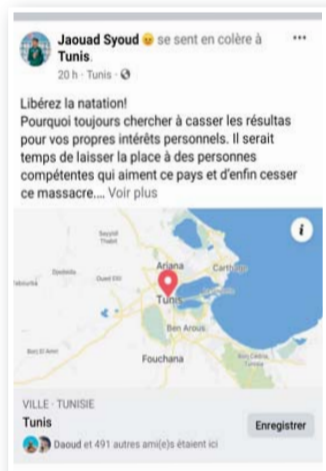 Jaouad Syoud 😠 se sent en colère à
Tunis.
20 h · Tunis ·
Libérez la natation!
Pourquoi toujours chercher à casser les résultas
pour vos propres intérêts personnels. Il serait
temps de laisser la place à des personnes
compétentes qui aiment ce pays et d'enfin cesser
ce massacre.... Voir plus
i
Ariana
Tunis
Ben Arous
Fouchana
VILLE · TUNISIE
Tunis
Enregistrer
Daoud et 491 autres ami(e)s étaient ici